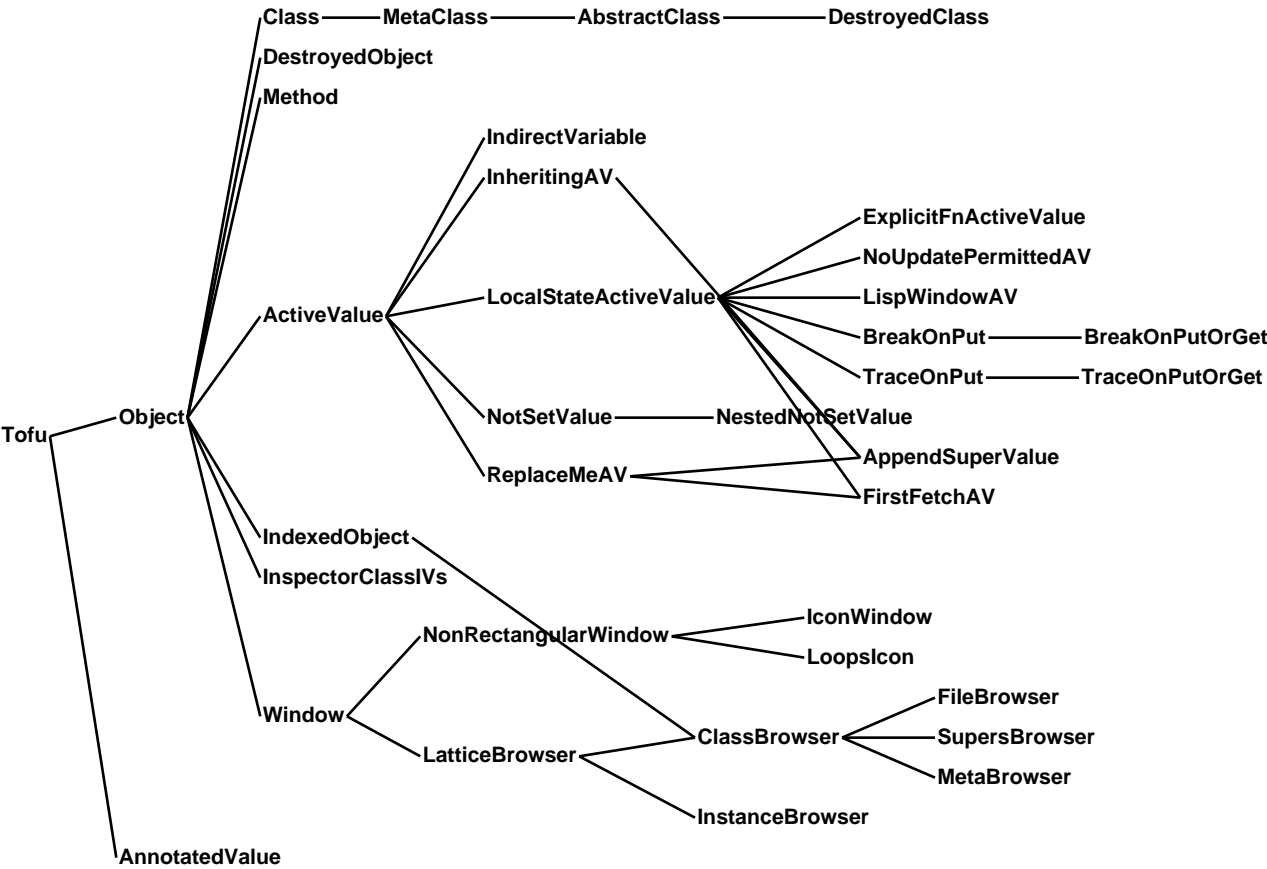 Class MetaClass AbstractClass DestroyedClass
DestroyedObject
Method
IndirectVariable
InheritingAV
ExplicitFnActiveValue
NoUpdatePermittedAV
LocalStateActiveValue LispWindowAV
ActiveValue
BreakOnPut BreakOnPutOrGet
TraceOnPut TraceOnPutOrGet
Object NotSetValue NestedNotSetValue
Tofu
AppendSuperValue
ReplaceMeAV
FirstFetchAV
IndexedObject
InspectorClassIVs
IconWindow
NonRectangularWindow
LoopsIcon
FileBrowser
Window
ClassBrowser SupersBrowser
LatticeBrowser
MetaBrowser
InstanceBrowser
AnnotatedValue